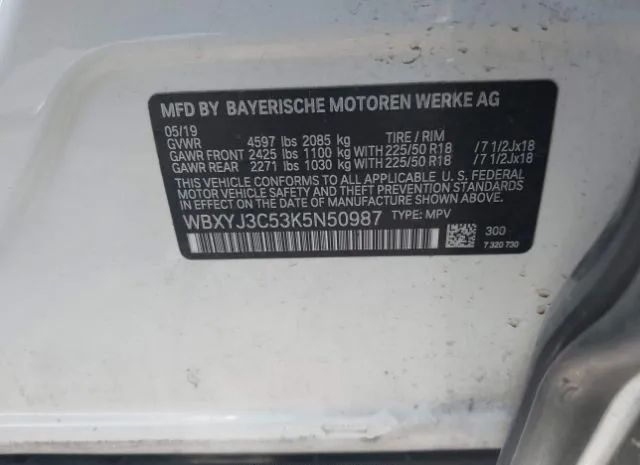 MFD BY BAYERISCHE MOTOREN WERKE AG
05/19
GVWR 4597 lbs 2085 kg TIRE / RIM
GAWR FRONT 2425 lbs 1100 kg WITH 225/50 R18 /7 1/2Jx18
GAWR REAR 2271 lbs 1030 kg WITH 225/50 R18 /7 1/2Jx18
THIS VEHICLE CONFORMS TO ALL APPLICABLE U. S. FEDERAL
MOTOR VEHICLE SAFETY, BUMPER AND THEFT PREVENTION
STANDARDS IN EFFECT ON THE DATE OF MANUFACTURE SHOWN ABOVE.
WBXYJ3C53K5N50987 TYPE: MPV
300
7 320 730